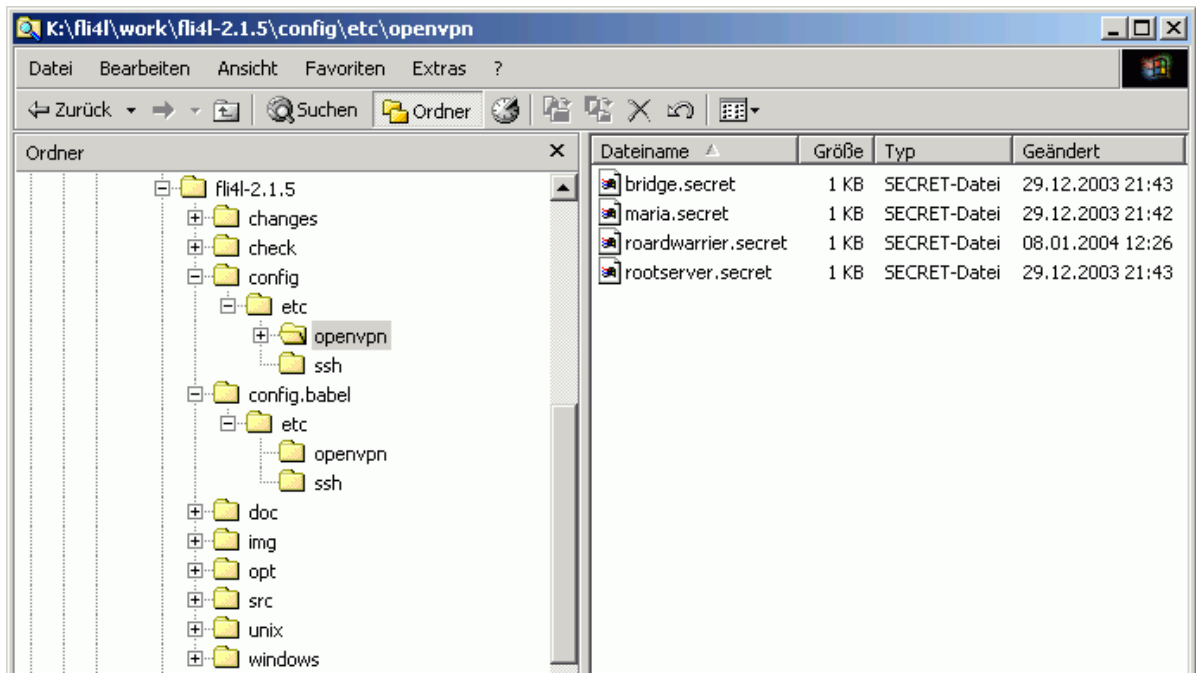 K:\fli4l\work\fli4l-2.1.5\config\etc\openvpn
Datei Bearbeiten Ansicht Favoriten Extras ?
Zurück Suchen Ordner
Ordner
fli4l-2.1.5
changes
check
config
etc
openvpn
ssh
config.babel
etc
openvpn
ssh
doc
img
opt
src
unix
windows
Dateiname Größe Typ Geändert
bridge.secret 1 KB SECRET-Datei 29.12.2003 21:43
maria.secret 1 KB SECRET-Datei 29.12.2003 21:42
roardwarrier.secret 1 KB SECRET-Datei 08.01.2004 12:26
rootserver.secret 1 KB SECRET-Datei 29.12.2003 21:43